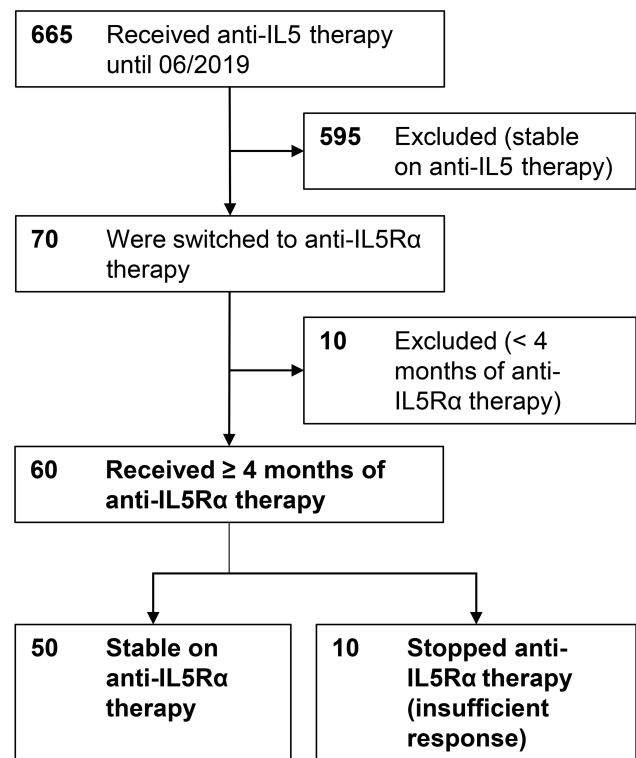 665 Received anti-IL5 therapy
until 06/2019
595 Excluded (stable
on anti-IL5 therapy)
70 Were switched to anti-IL5Rα
therapy
10 Excluded (< 4
months of anti-
IL5Rα therapy)
60 Received ≥ 4 months of
anti-IL5Rα therapy
50 Stable on
anti-IL5Rα
therapy
10 Stopped anti-
IL5Rα therapy
(insufficient
response)